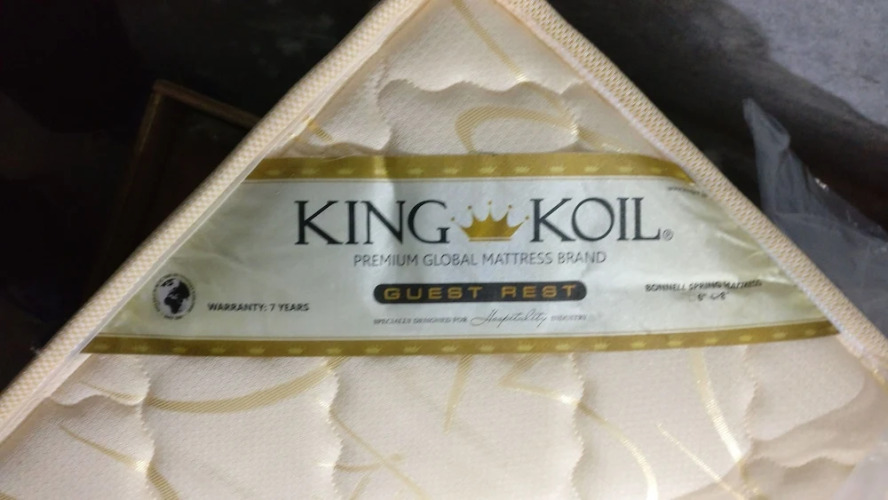 KING KOIL®
PREMIUM GLOBAL MATTRESS BRAND
GUEST REST
WARRANTY: 7 YEARS
BONNELL SPRING MATTRESS
SPECIALLY DESIGNED FOR Hospitality INDUSTRY